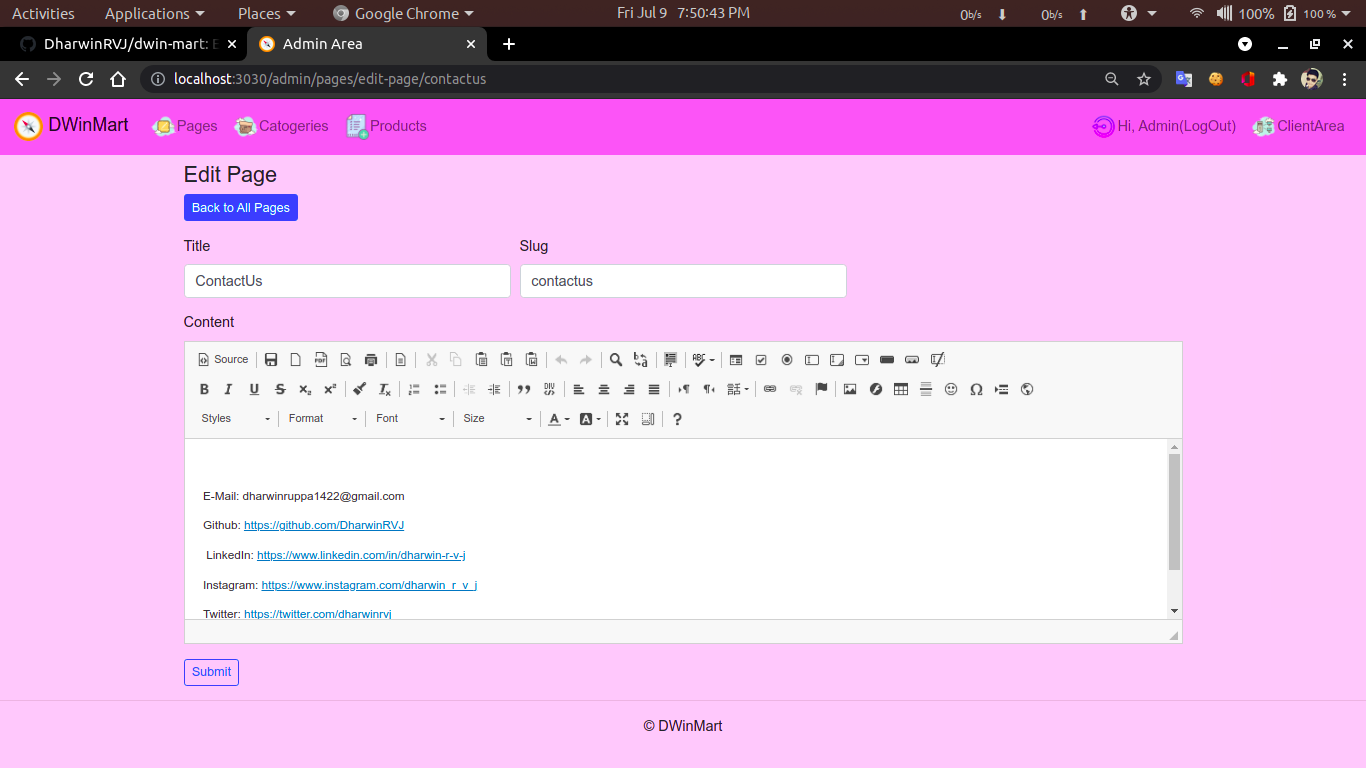 Activities Applications Places Google Chrome Fri Jul 9 7:50:43 PM 0b/s 0b/s 100% 100 %
DharwinRVJ/dwin-mart: E Admin Area
localhost:3030/admin/pages/edit-page/contactus
DWinMart Pages Catogeries Products Hi, Admin(LogOut) ClientArea
Edit Page
Back to All Pages
Title Slug
ContactUs contactus
Content
Source
Styles Format Font Size
E-Mail: dharwinruppa1422@gmail.com
Github: https://github.com/DharwinRVJ
LinkedIn: https://www.linkedin.com/in/dharwin-r-v-j
Instagram: https://www.instagram.com/dharwin_r_v_j
Twitter: https://twitter.com/dharwinrvj
Submit
© DWinMart